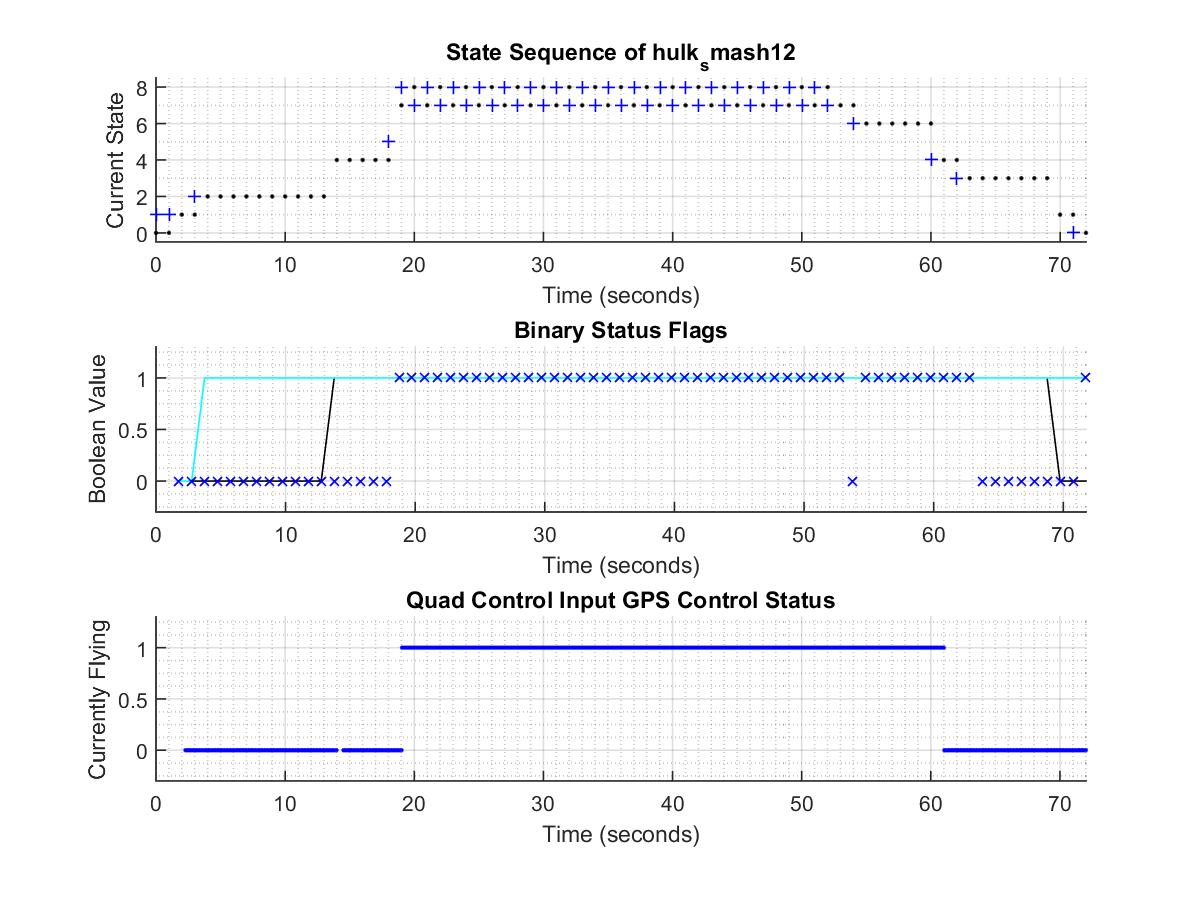 State Sequence of hulk_smash12
8
6
4
2
0
Current State
0 10 20 30 40 50 60 70
Time (seconds)
Binary Status Flags
1
0.5
0
Boolean Value
0 10 20 30 40 50 60 70
Time (seconds)
Quad Control Input GPS Control Status
1
0.5
0
Currently Flying
0 10 20 30 40 50 60 70
Time (seconds)